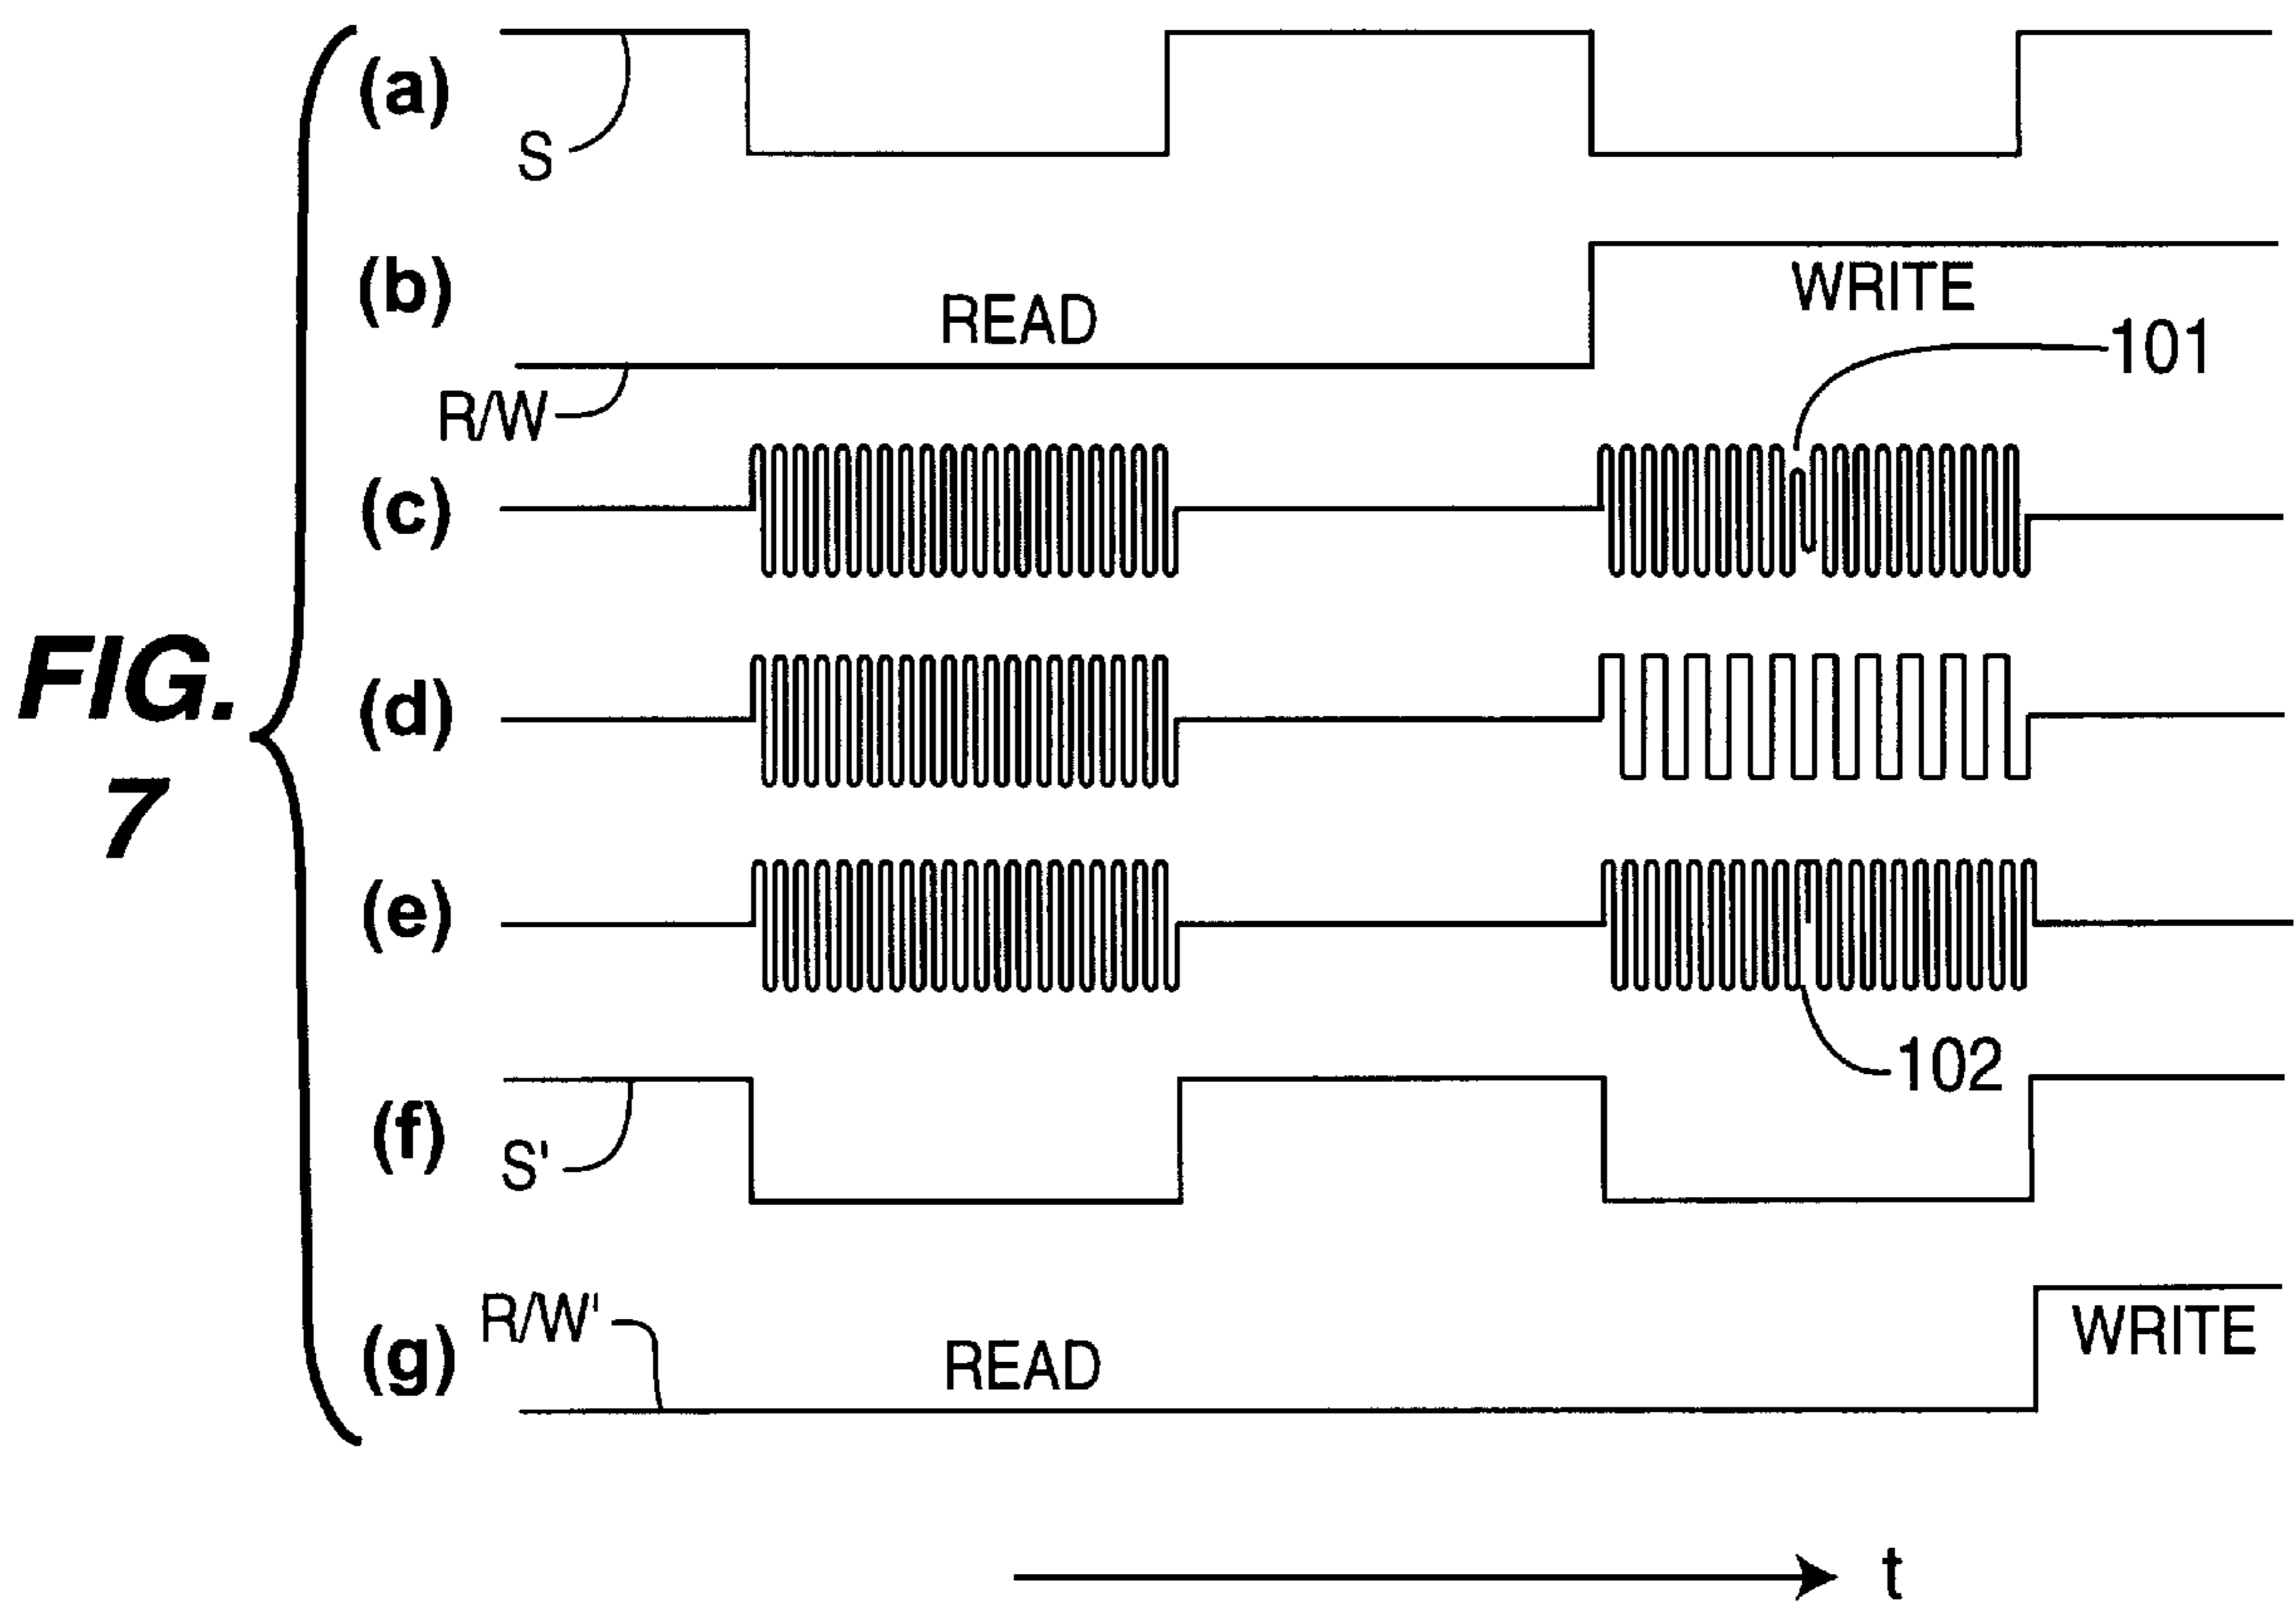 FIG.
7
(a)
S
(b)
READ
WRITE
R/W
101
(c)
(d)
(e)
102
(f)
S'
(g)
R/W'
READ
WRITE
t